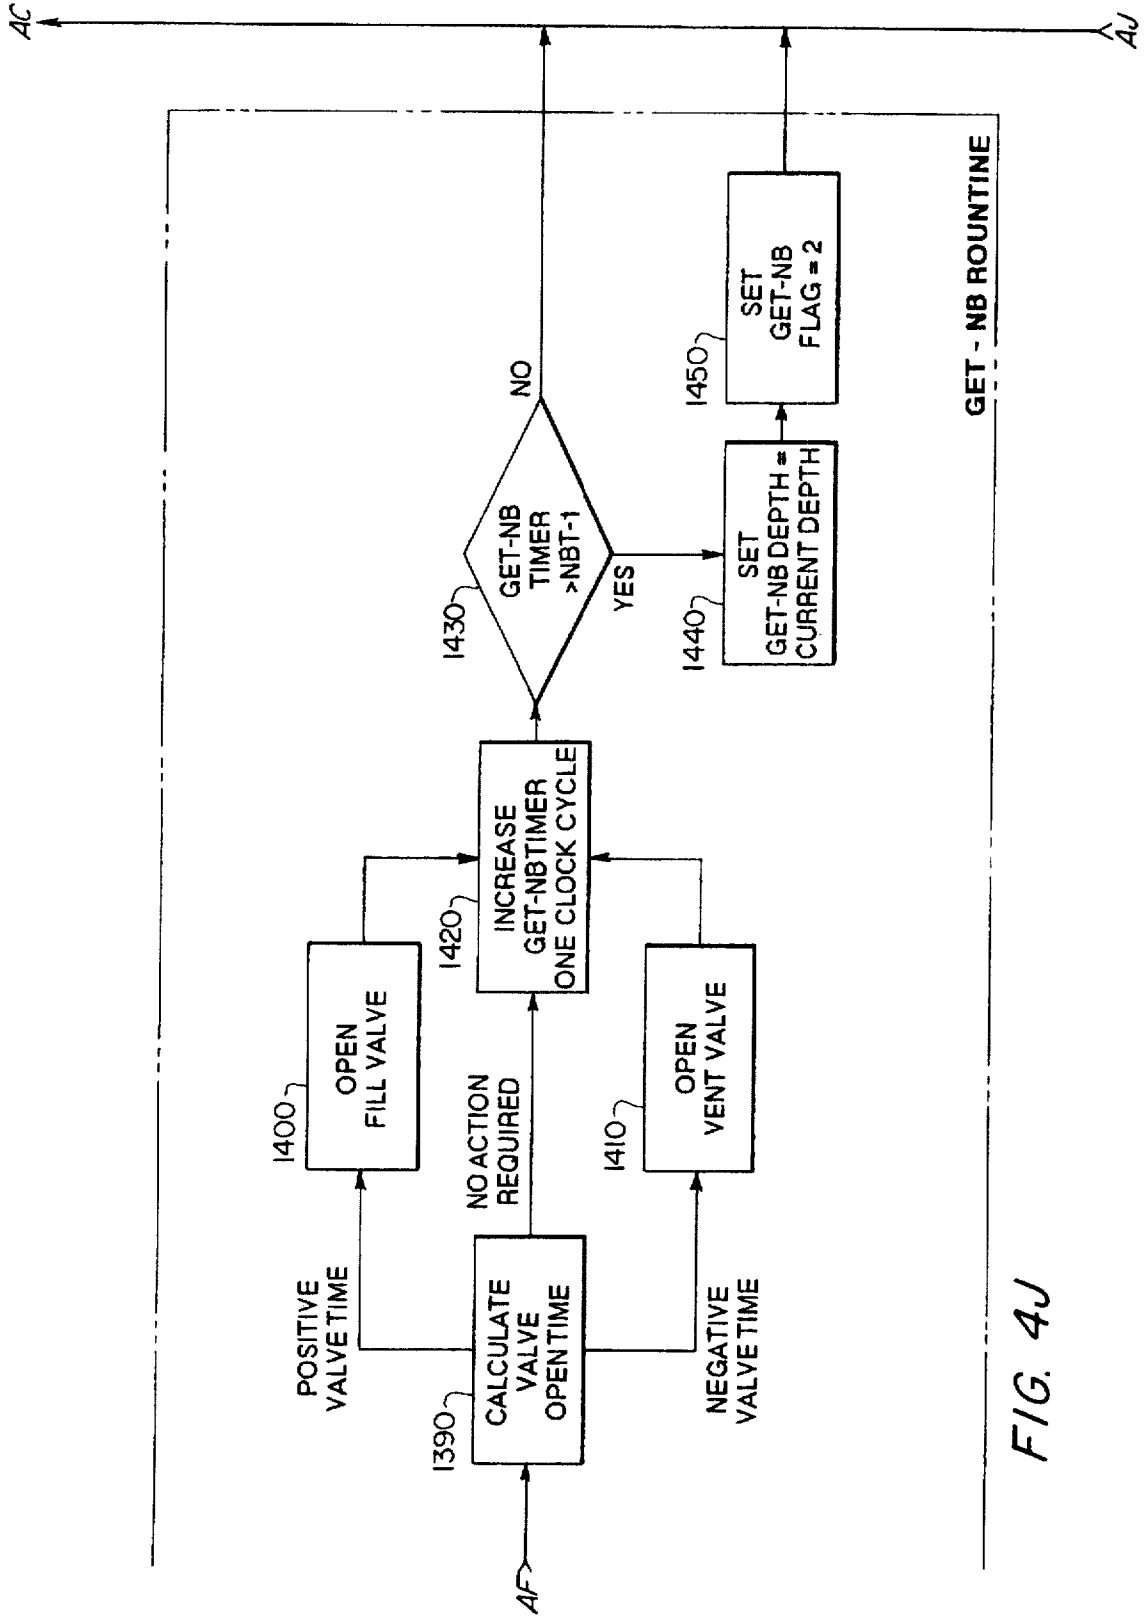 AF
1390
CALCULATE
VALVE
OPEN TIME
POSITIVE
VALVE TIME
NO ACTION
REQUIRED
NEGATIVE
VALVE TIME
1400
OPEN
FILL VALVE
1410
OPEN
VENT VALVE
1420
INCREASE
GET-NB TIMER
ONE CLOCK CYCLE
1430
GET-NB
TIMER
>NBT-1
NO
YES
1440
SET
GET-NB DEPTH =
CURRENT DEPTH
1450
SET
GET-NB
FLAG = 2
AC
AJ
GET - NB ROUNTINE
FIG. 4J